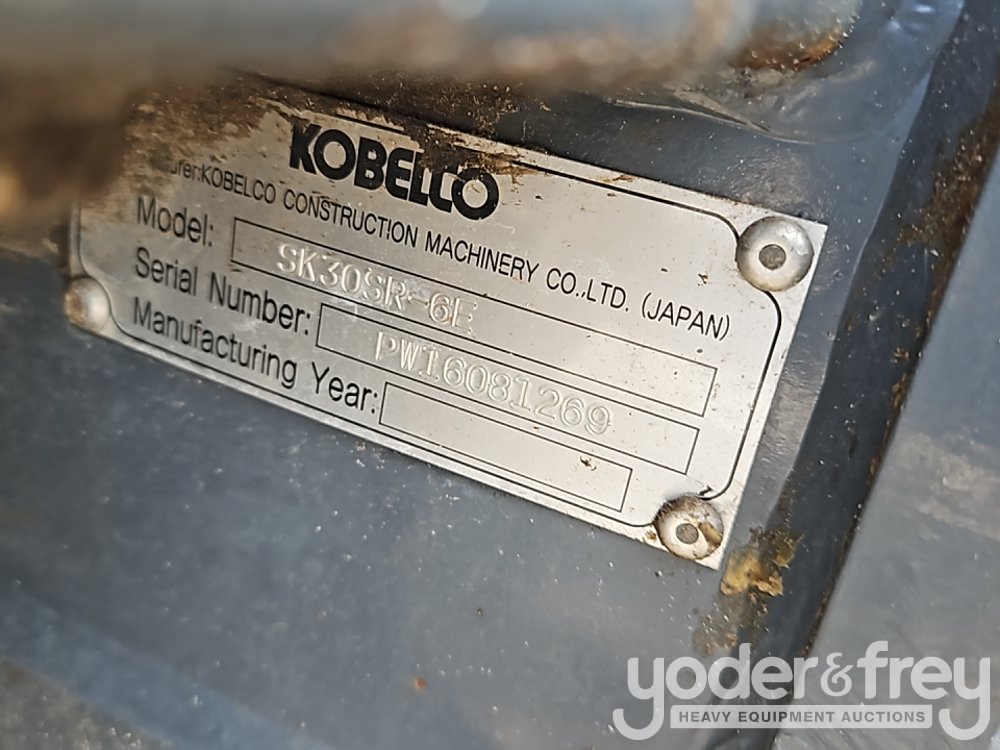 KOBELCO
urer:KOBELCO CONSTRUCTION MACHINERY CO.,LTD. (JAPAN)
Model: SK30SR-6E
Serial Number: PW16081269
Manufacturing Year:
yoder&frey
HEAVY EQUIPMENT AUCTIONS